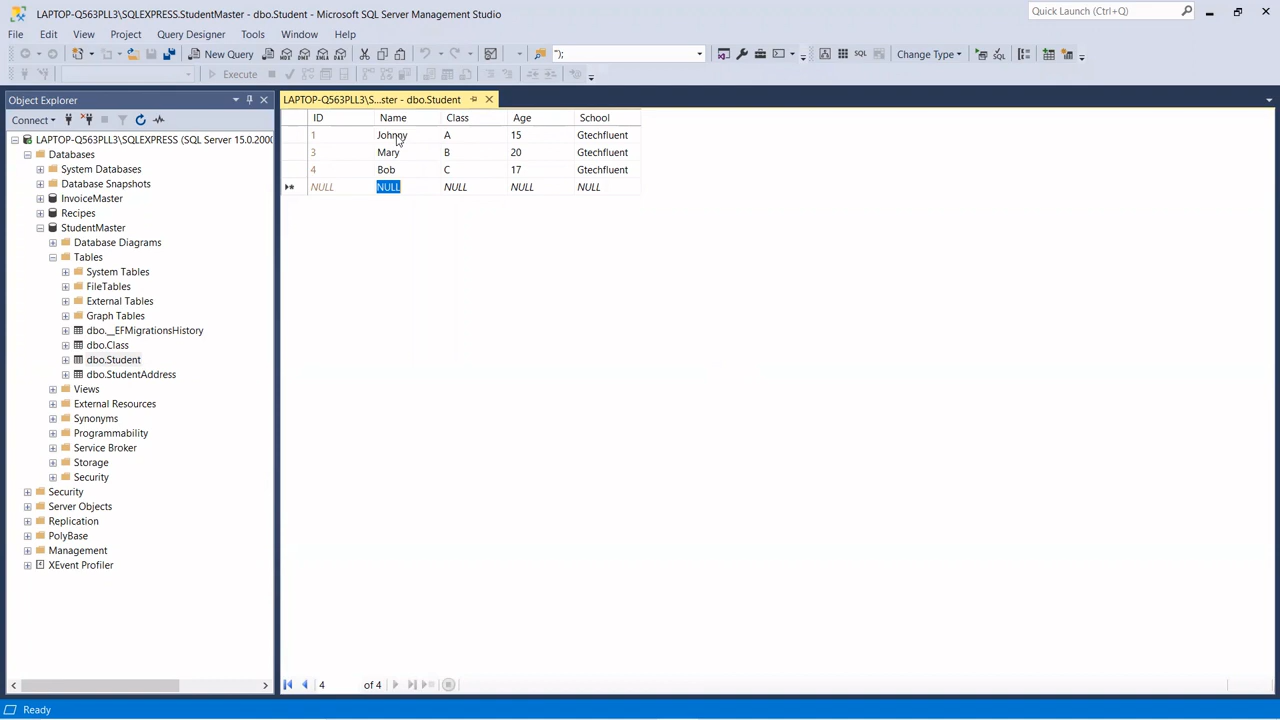 LAPTOP-Q563PLL3\SQLEXPRESS.StudentMaster - dbo.Student - Microsoft SQL Server Management Studio
Quick Launch (Ctrl+Q)
File Edit View Project Query Designer Tools Window Help
New Query
");
Change Type
Execute
Object Explorer
LAPTOP-Q563PLL3\S...ster - dbo.Student
Connect
ID Name Class Age School
1 Johnny A 15 Gtechfluent
3 Mary B 20 Gtechfluent
4 Bob C 17 Gtechfluent
NULL NULL NULL NULL NULL
LAPTOP-Q563PLL3\SQLEXPRESS (SQL Server 15.0.2000
Databases
System Databases
Database Snapshots
InvoiceMaster
Recipes
StudentMaster
Database Diagrams
Tables
System Tables
FileTables
External Tables
Graph Tables
dbo.__EFMigrationsHistory
dbo.Class
dbo.Student
dbo.StudentAddress
Views
External Resources
Synonyms
Programmability
Service Broker
Storage
Security
Security
Server Objects
Replication
PolyBase
Management
XEvent Profiler
4 of 4
Ready